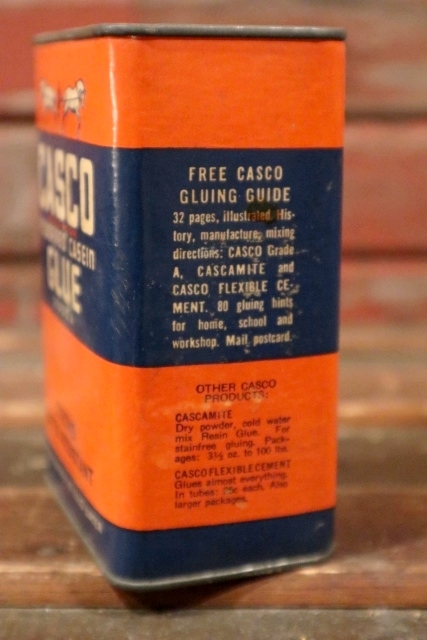 CASCO
CASEIN
GLUE
FREE CASCO
GLUING GUIDE
32 pages, illustrated. His-
tory, manufacture, mixing
directions: CASCO Grade
A, CASCAMITE and
CASCO FLEXIBLE CE-
MENT. 80 gluing hints
for home, school and
workshop. Mail postcard.
OTHER CASCO
PRODUCTS:
CASCAMITE
Dry powder, cold water
mix Resin Glue. For
stainfree gluing. Pack-
ages: 3½ oz. to 100 lbs.
CASCO FLEXIBLE CEMENT
Glues almost everything.
In tubes: 25c each. Also
larger packages.